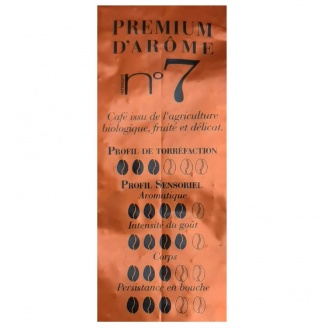 PREMIUM
D'ARÔME
n°7
Café issu de l'agriculture
biologique, fruité et délicat.
PROFIL DE TORRÉFACTION
PROFIL SENSORIEL
Aromatique
Intensité du goût
Corps
Persistance en bouche